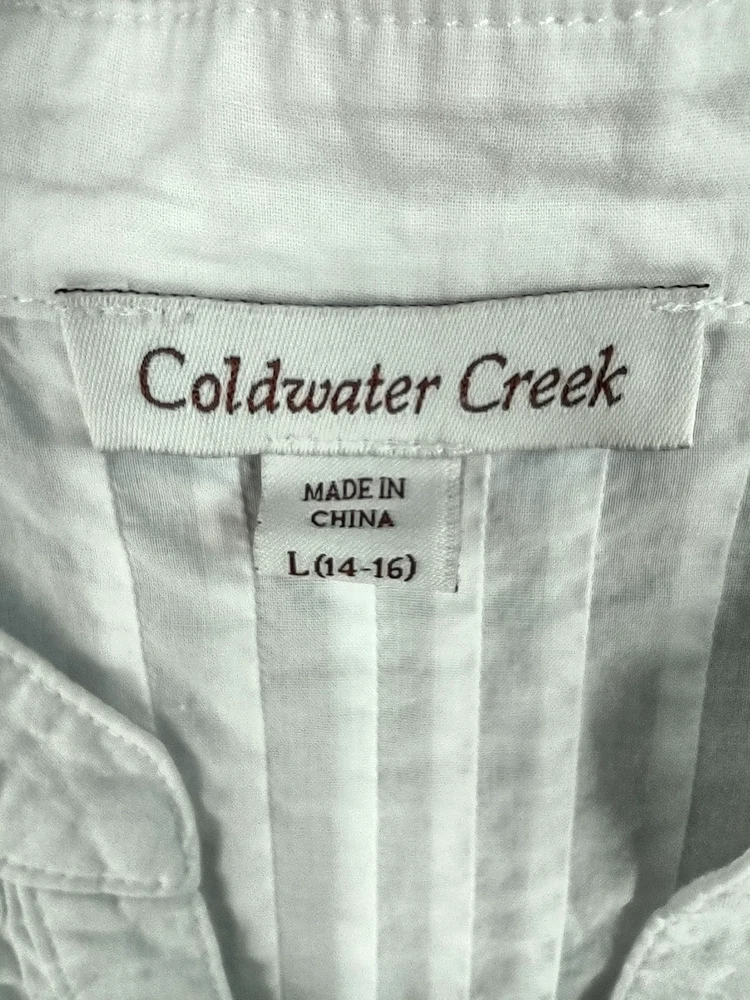 Coldwater Creek
MADE IN
CHINA
L(14-16)